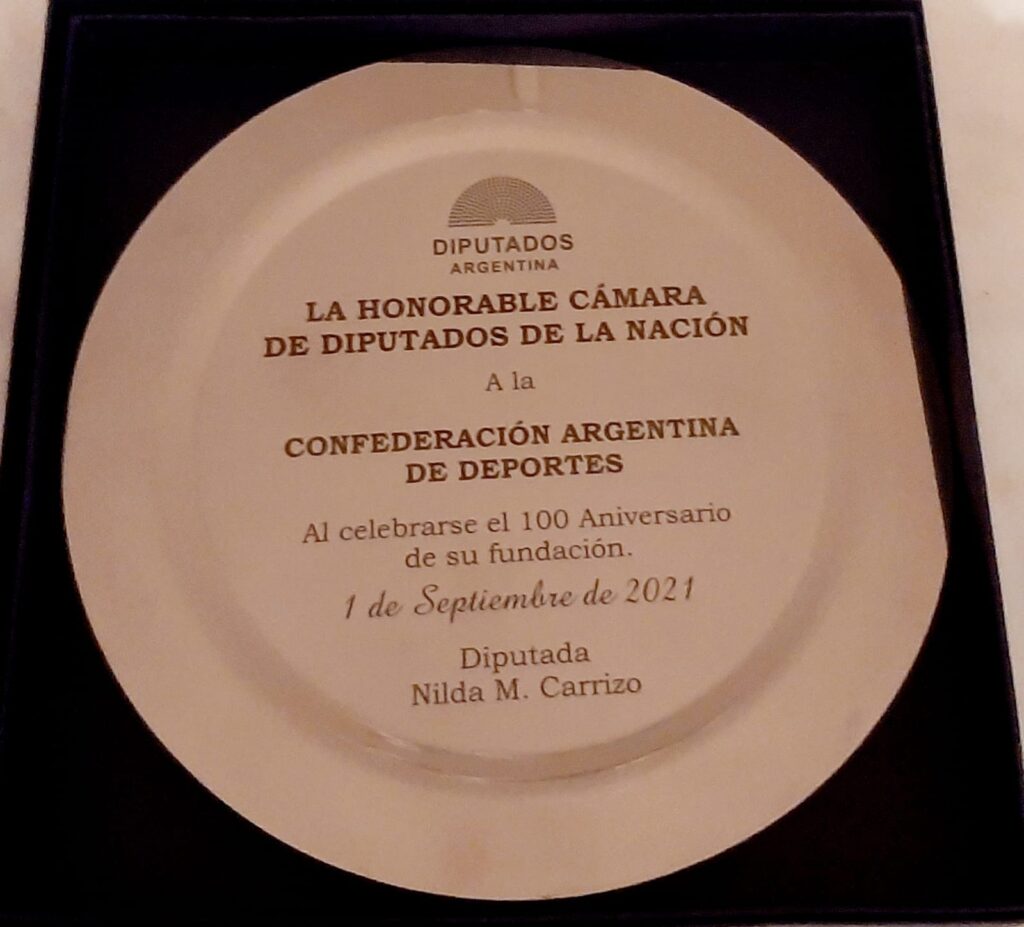 DIPUTADOS
ARGENTINA
LA HONORABLE CÁMARA
DE DIPUTADOS DE LA NACIÓN
A la
CONFEDERACIÓN ARGENTINA
DE DEPORTES
Al celebrarse el 100 Aniversario
de su fundación.
1 de Septiembre de 2021
Diputada
Nilda M. Carrizo